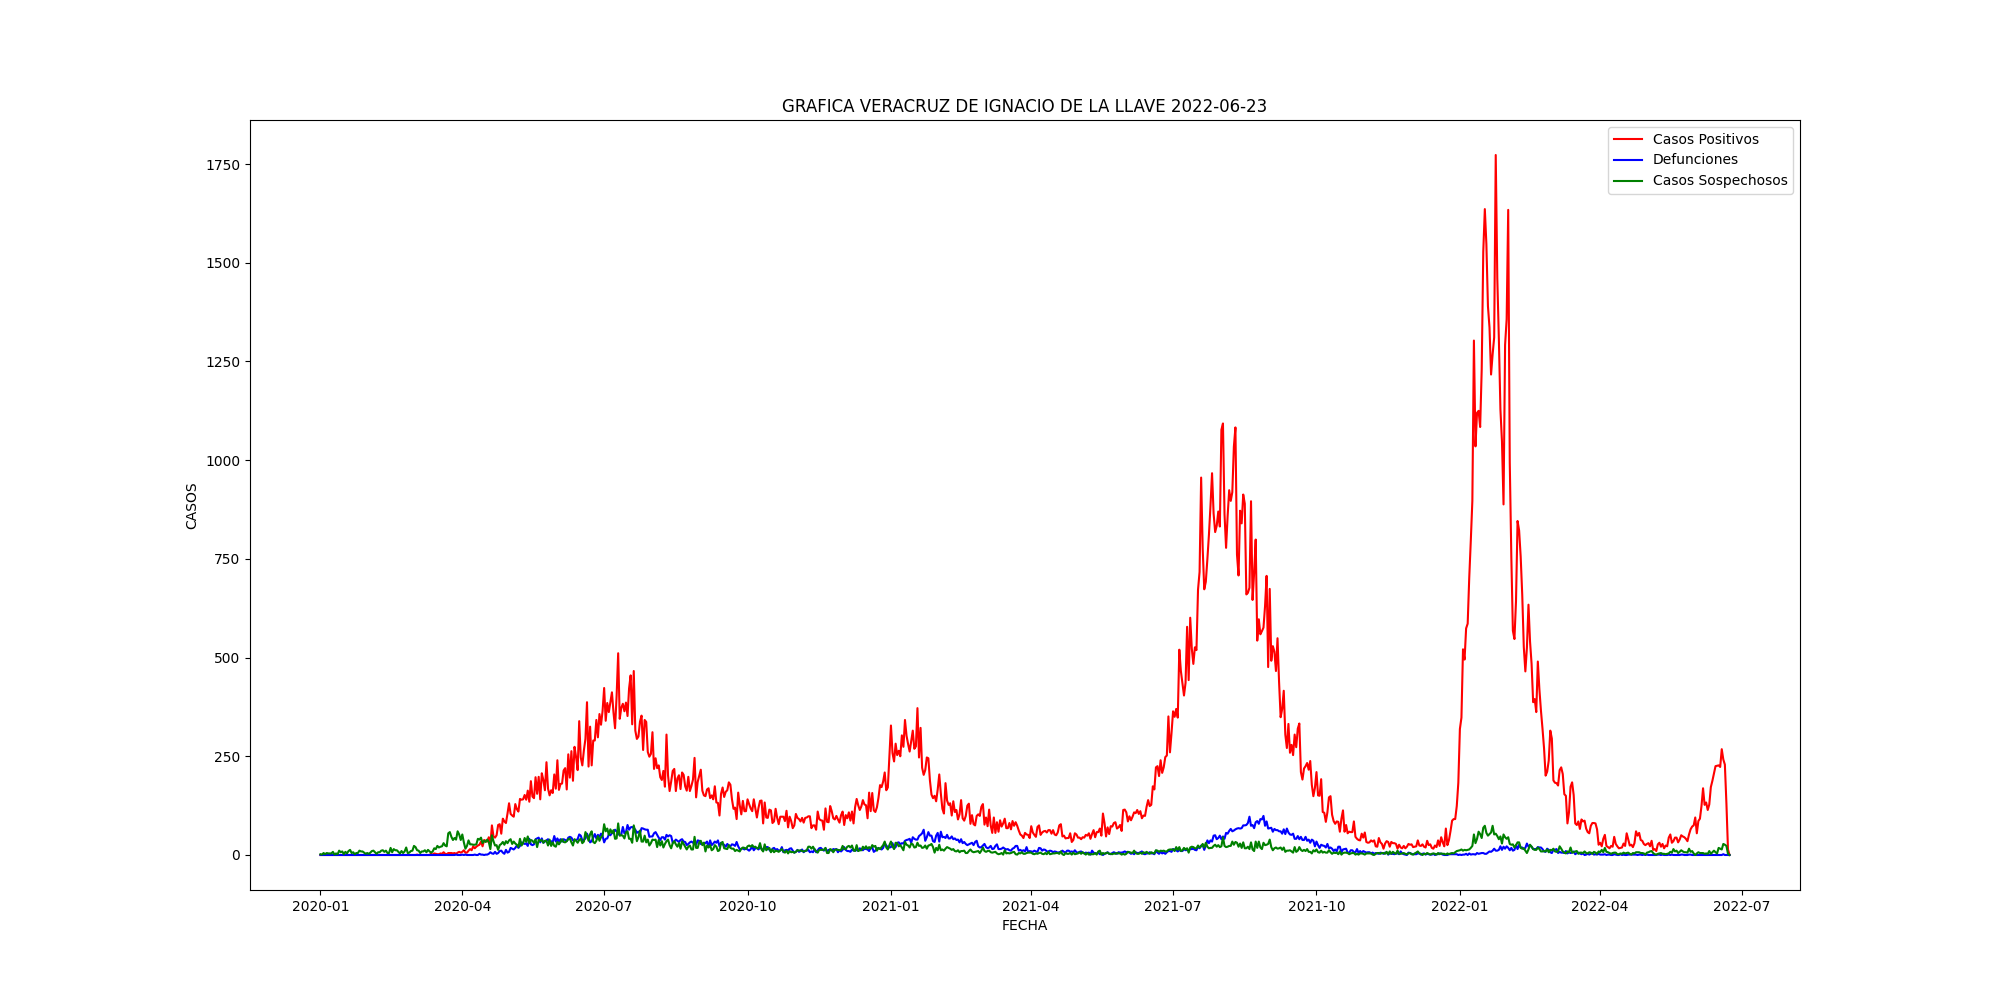 GRAFICA VERACRUZ DE IGNACIO DE LA LLAVE 2022-06-23
Casos Positivos
Defunciones
Casos Sospechosos
1750
1500
1250
1000
750
500
250
0
CASOS
2020-01 2020-04 2020-07 2020-10 2021-01 2021-04 2021-07 2021-10 2022-01 2022-04 2022-07
FECHA